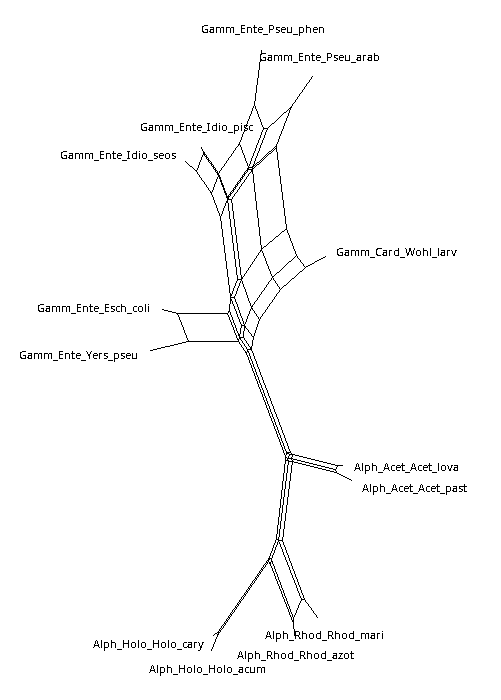 Gamm_Ente_Pseu_phen
Gamm_Ente_Pseu_arab
Gamm_Ente_Idio_pisc
Gamm_Ente_Idio_seos
Gamm_Card_Wohl_larv
Gamm_Ente_Esch_coli
Gamm_Ente_Yers_pseu
Alph_Acet_Acet_lova
Alph_Acet_Acet_past
Alph_Rhod_Rhod_mari
Alph_Holo_Holo_cary
Alph_Rhod_Rhod_azot
Alph_Holo_Holo_acum